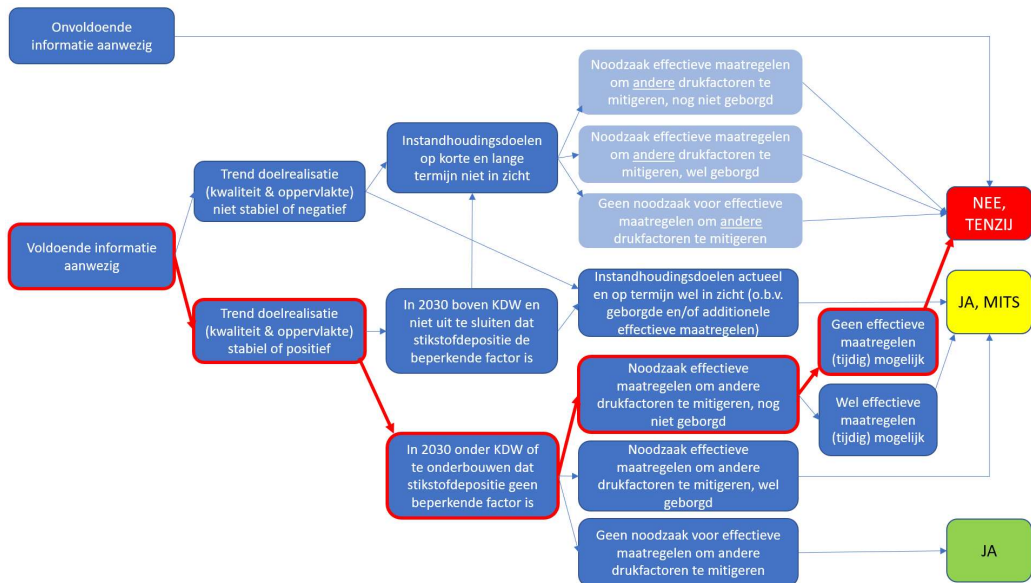 Onvoldoende
informatie aanwezig
Noodzaak effectieve maatregelen
om andere drukfactoren te
mitigeren, nog niet geborgd
Instandhoudingsdoelen
op korte en lange
termijn niet in zicht
Noodzaak effectieve maatregelen
om andere drukfactoren te
mitigeren, wel geborgd
Trend doelrealisatie
(kwaliteit & oppervlakte)
niet stabiel of negatief
Geen noodzaak voor effectieve
maatregelen om andere
drukfactoren te mitigeren
NEE,
TENZIJ
Voldoende informatie
aanwezig
Trend doelrealisatie
(kwaliteit & oppervlakte)
stabiel of positief
In 2030 boven KDW en
niet uit te sluiten dat
stikstofdepositie de
beperkende factor is
Instandhoudingsdoelen actueel
en op termijn wel in zicht (o.b.v.
geborgde en/of additionele
effectieve maatregelen)
JA, MITS
Geen effectieve
maatregelen
(tijdig) mogelijk
Noodzaak effectieve
maatregelen om andere
drukfactoren te mitigeren, nog
niet geborgd
Wel effectieve
maatregelen
(tijdig) mogelijk
In 2030 onder KDW of
te onderbouwen dat
stikstofdepositie geen
beperkende factor is
Noodzaak effectieve
maatregelen om andere
drukfactoren te mitigeren, wel
geborgd
Geen noodzaak voor effectieve
maatregelen om andere
drukfactoren te mitigeren
JA